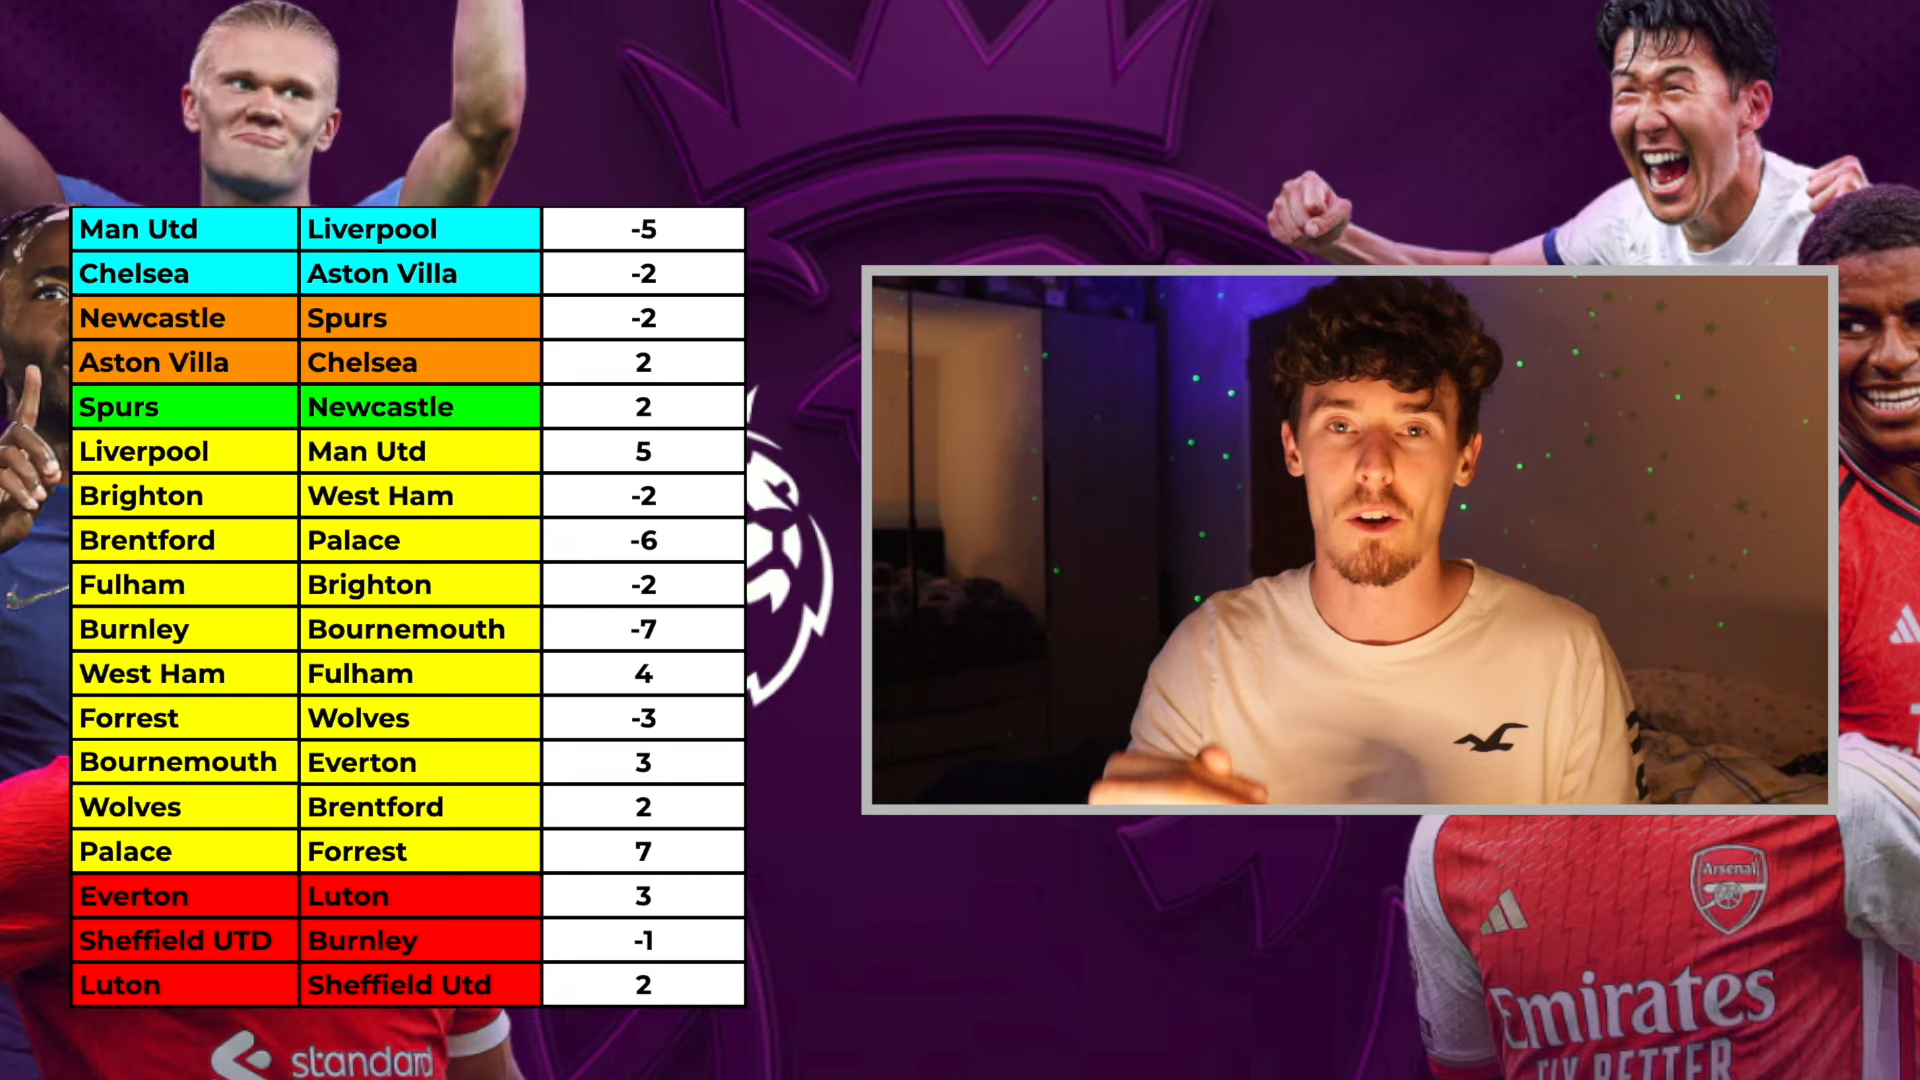 Man Utd Liverpool -5
Chelsea Aston Villa -2
Newcastle Spurs -2
Aston Villa Chelsea 2
Spurs Newcastle 2
Liverpool Man Utd 5
Brighton West Ham -2
Brentford Palace -6
Fulham Brighton -2
Burnley Bournemouth -7
West Ham Fulham 4
Forrest Wolves -3
Bournemouth Everton 3
Wolves Brentford 2
Palace Forrest 7
Everton Luton 3
Sheffield UTD Burnley -1
Luton Sheffield Utd 2
standard
Arsenal
Emirates
FLY BETTER